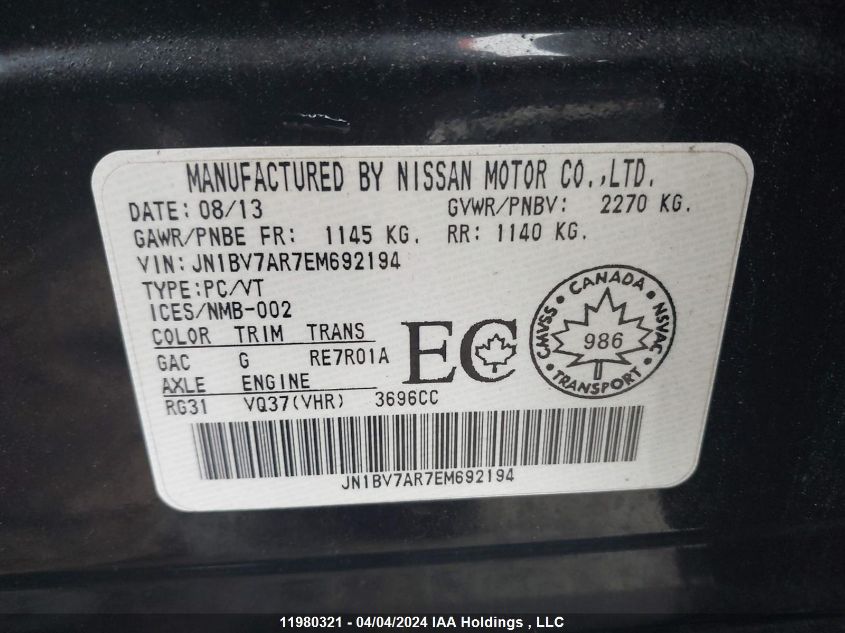 MANUFACTURED BY NISSAN MOTOR CO.,LTD.
DATE: 08/13 GVWR/PNBV: 2270 KG.
GAWR/PNBE FR: 1145 KG. RR: 1140 KG.
VIN: JN1BV7AR7EM692194
TYPE:PC/VT
ICES/NMB-002
COLOR TRIM TRANS
GAC G RE7R01A
AXLE ENGINE
RG31 VQ37(VHR) 3696CC
EC
CANADA
CMVSS • NSVAC
986
TRANSPORT
JN1BV7AR7EM692194
11980321 - 04/04/2024 IAA Holdings , LLC